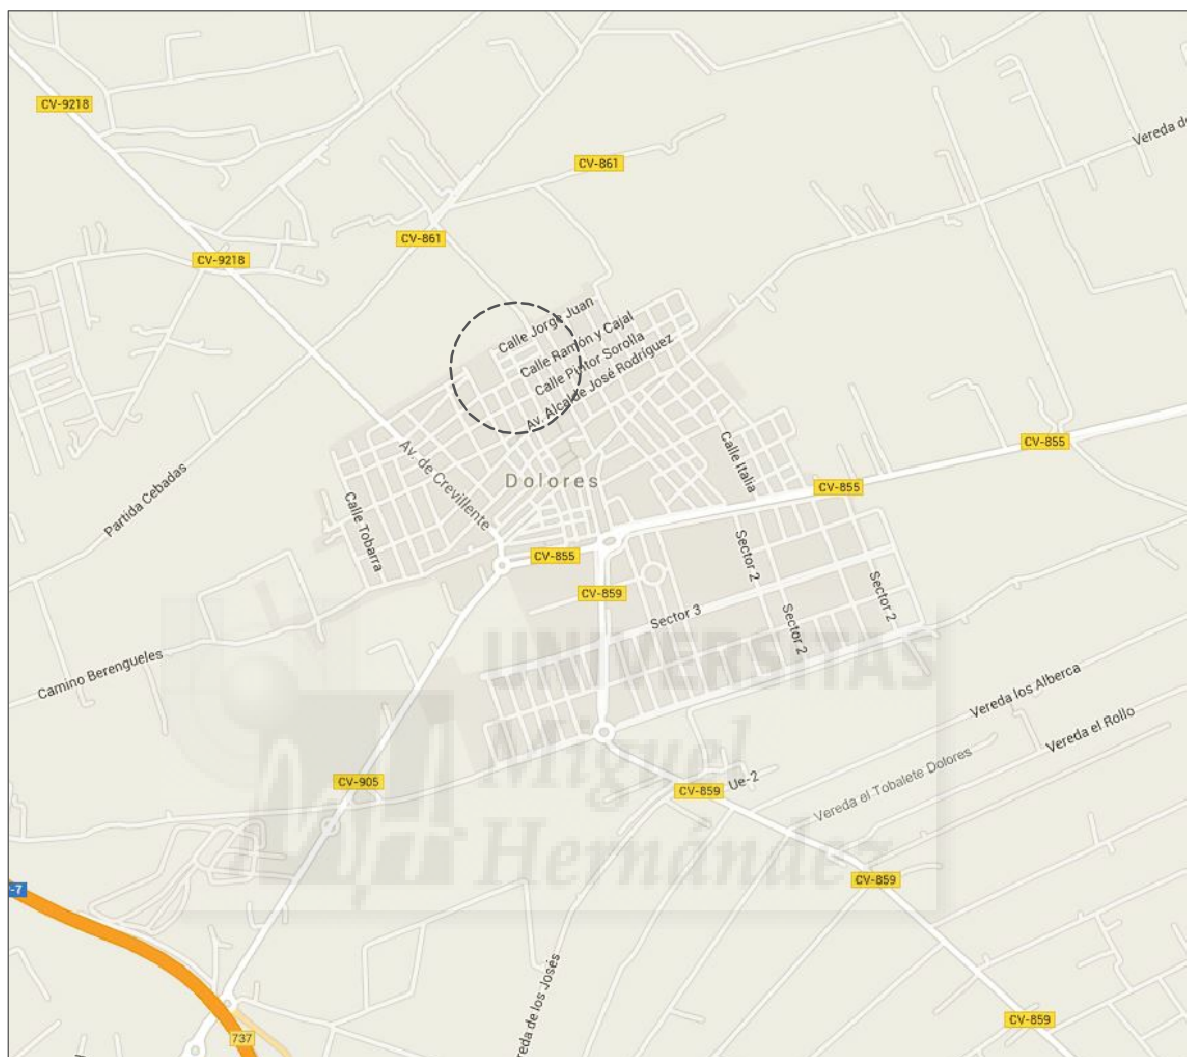 CV-9218
Vereda de
CV-861
CV-861
CV-9218
Calle Jorge Juan
Calle Ramón y Cajal
Calle Pintor Sorolla
Av. Alcalde José Rodríguez
Av. de Crevillente
Calle Italia
CV-855
Dolores
CV-855
Partida Cebadas
Calle Tobarra
CV-855
Sector 2
CV-859
Sector 2
Sector 3
Sector 2
UNIVERSITAS
Miguel
Hernández
Camino Berengueles
Vereda los Alberca
Vereda el Rollo
CV-905
Ue-2
CV-859
Vereda el Tobalete Dolores
CV-859
-7
reda de los Josés
CV-859
737